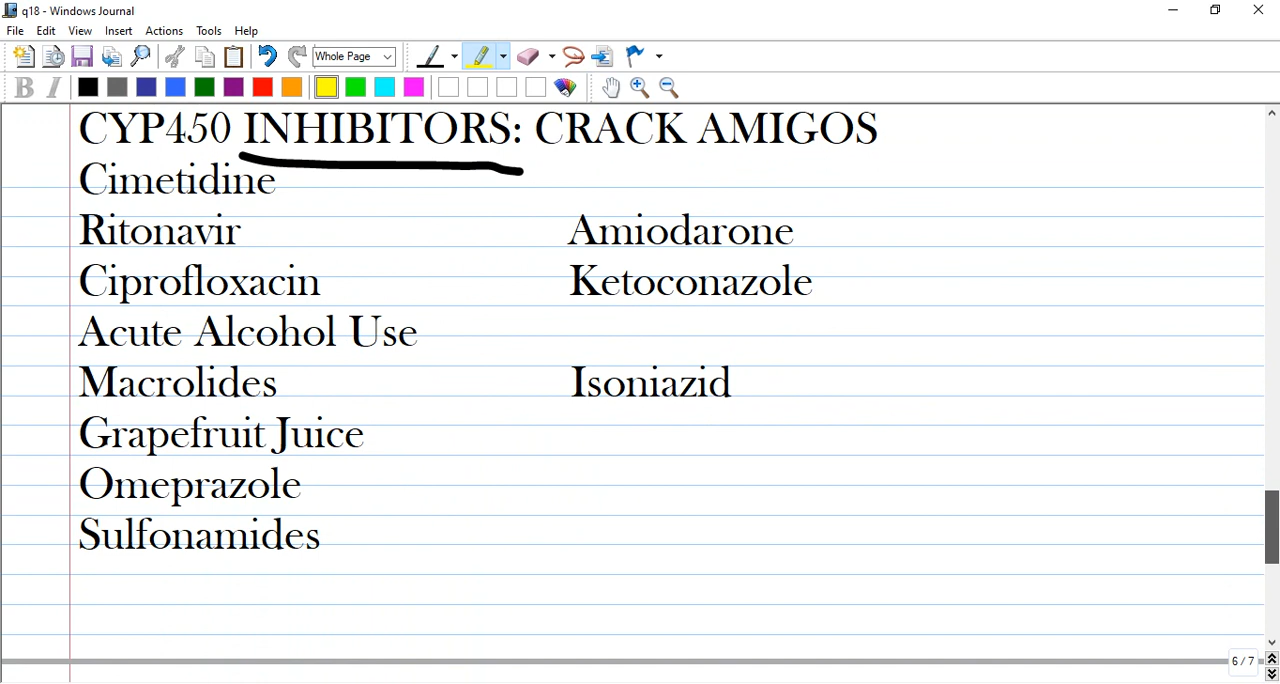 q18 - Windows Journal
File Edit View Insert Actions Tools Help
Whole Page
B I
CYP450 INHIBITORS: CRACK AMIGOS
Cimetidine
Ritonavir Amiodarone
Ciprofloxacin Ketoconazole
Acute Alcohol Use
Macrolides Isoniazid
Grapefruit Juice
Omeprazole
Sulfonamides
6 / 7